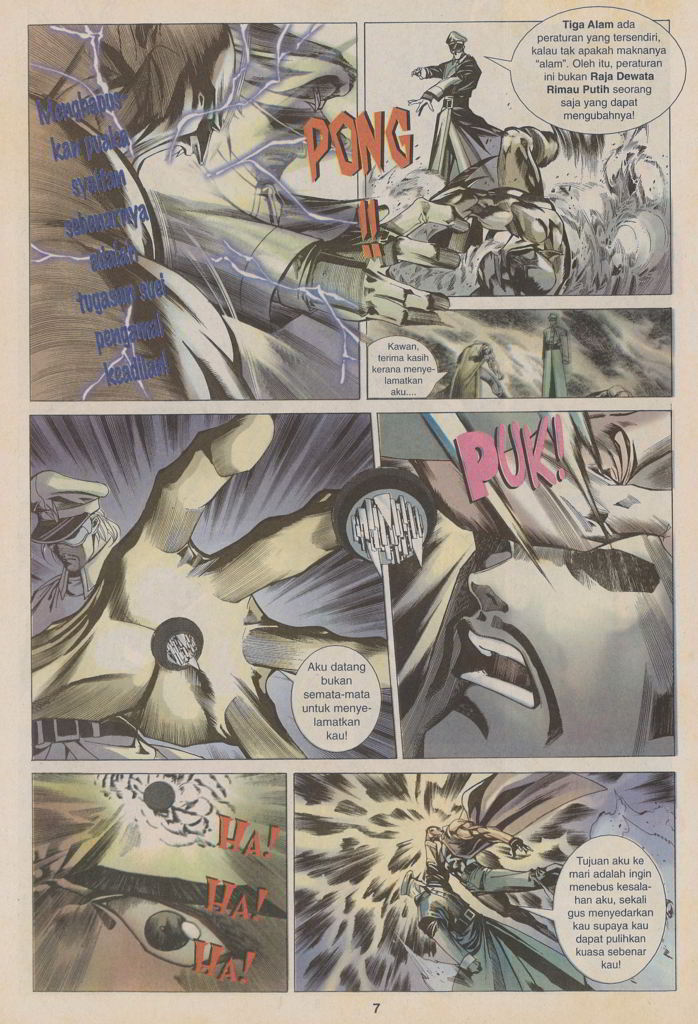 Menghapus-
kan puaka
syaitan
sebenarnya
adalah
tugasan suci
pengamal
keadilan!
PONG
!!
Tiga Alam ada
peraturan yang tersendiri,
kalau tak apakah maknanya
“alam”. Oleh itu, peraturan
ini bukan Raja Dewata
Rimau Putih seorang
saja yang dapat
mengubahnya!
Kawan,
terima kasih
kerana menye-
lamatkan
aku....
Aku datang
bukan
semata-mata
untuk menye-
lamatkan
kau!
PUK!
HA!
HA!
HA!
Tujuan aku ke
mari adalah ingin
menebus kesala-
han aku, sekali
gus menyedarkan
kau supaya kau
dapat pulihkan
kuasa sebenar
kau!
7